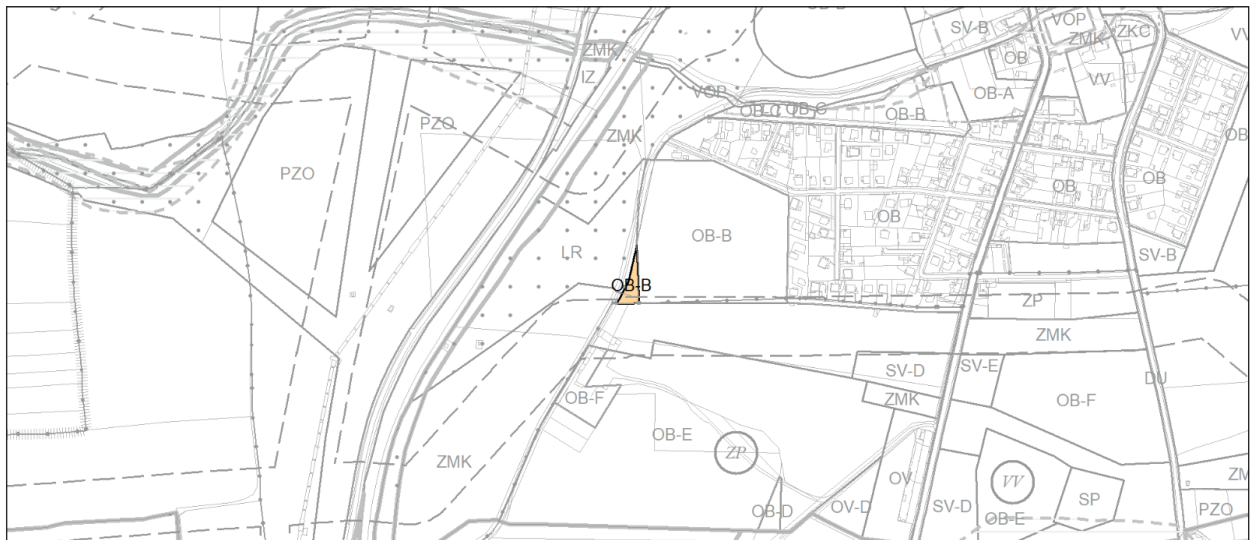 SV-B
VOP
ZMK
ZKC
VV
ZMK
IZ
OB
VV
OB-A
VOP
PZO
OB-C
OB-C
OB-B
OB
ZMK
PZO
OB
OB
OB
OB-B
LR
SV-B
OB-B
ZP
ZMK
SV-D
SV-E
DU
OB-F
ZMK
OB-F
OB-E
ZP
ZMK
OV
VV
SP
SV-D
OB-E
OV-D
OB-D
PZO